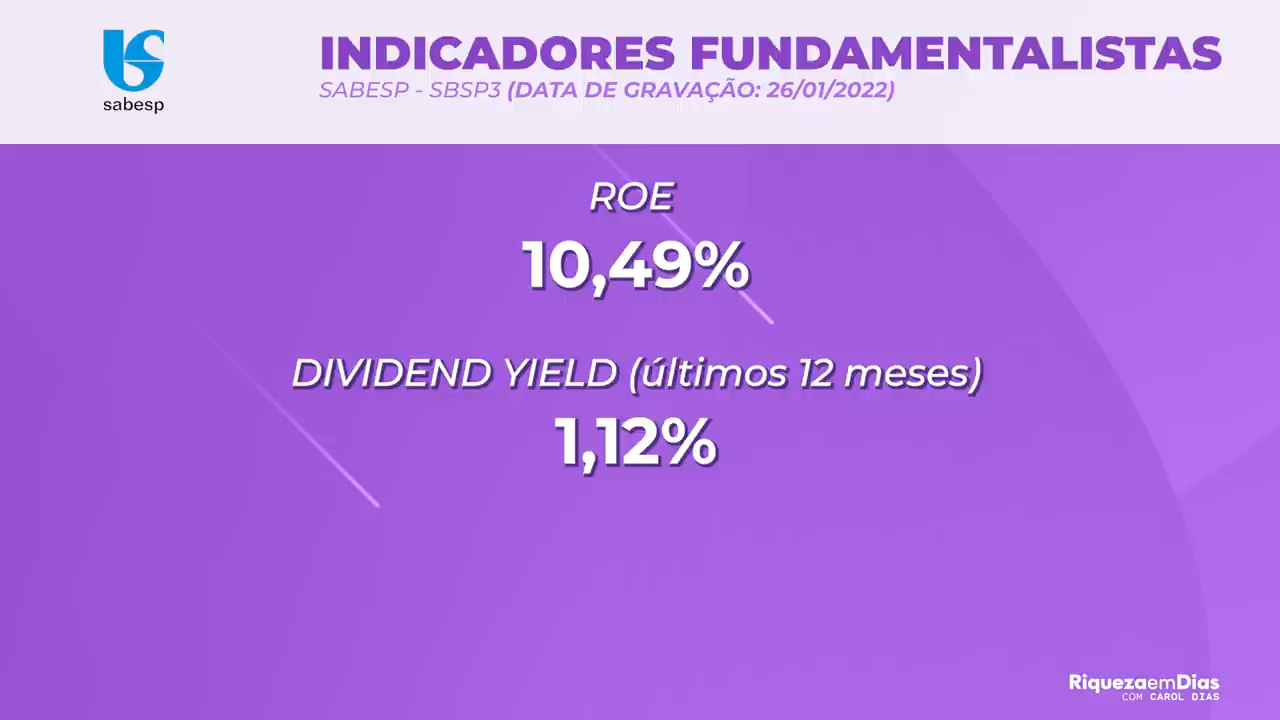 sabesp
INDICADORES FUNDAMENTALISTAS
SABESP - SBSP3 (DATA DE GRAVAÇÃO: 26/01/2022)
ROE
10,49%
DIVIDEND YIELD (últimos 12 meses)
1,12%
RiquezaemDias
COM CAROL DIAS